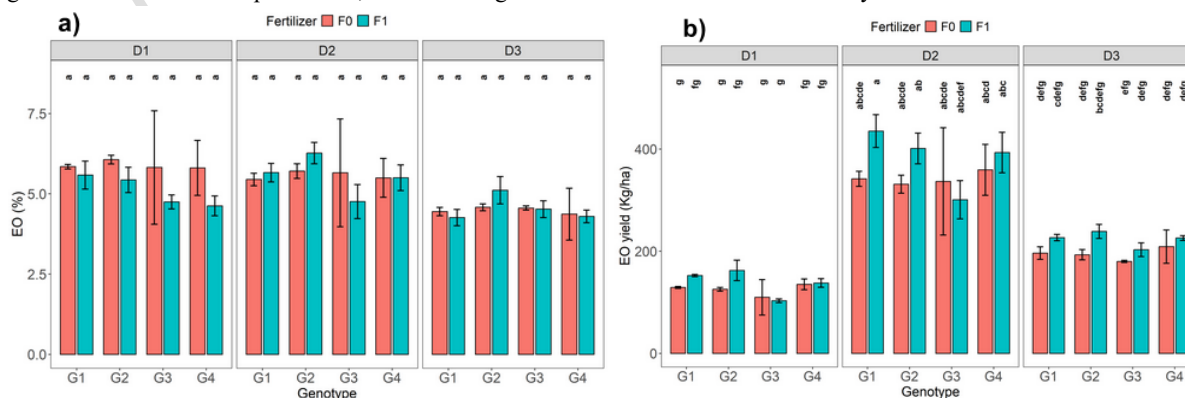 a)
Fertilizer F0 F1
D1 D2 D3
a a a a a a a a a a a a a a a a a a a a a a a a
7.5
5.0
2.5
0.0
EO (%)
G1 G2 G3 G4 G1 G2 G3 G4 G1 G2 G3 G4
Genotype
b)
Fertilizer F0 F1
D1 D2 D3
g fg fg fg g g fg fg abcde a abcde ab abcde abcdef abcd abc defg cdefg defg bcdefg efg defg defg defg
400
200
0
EO yield (Kg/ha)
G1 G2 G3 G4 G1 G2 G3 G4 G1 G2 G3 G4
Genotype